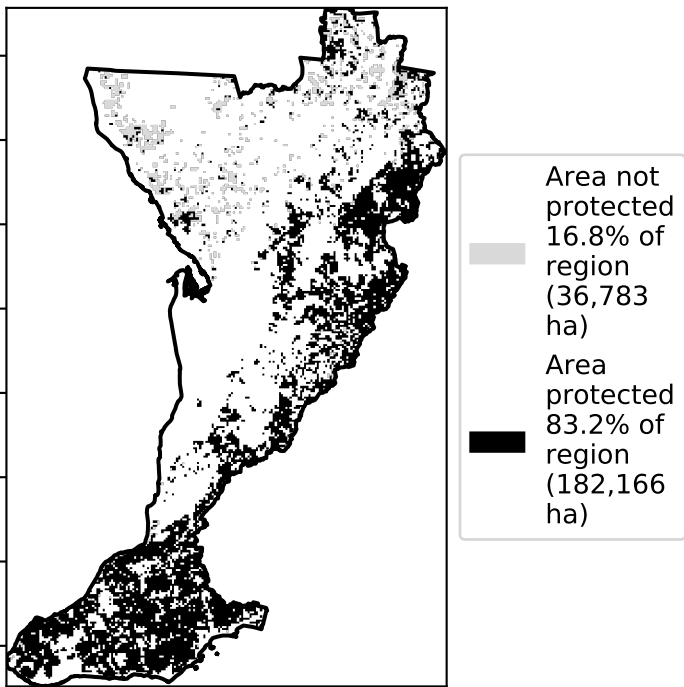 Area not
protected
16.8% of
region
(36,783
ha)
Area
protected
83.2% of
region
(182,166
ha)